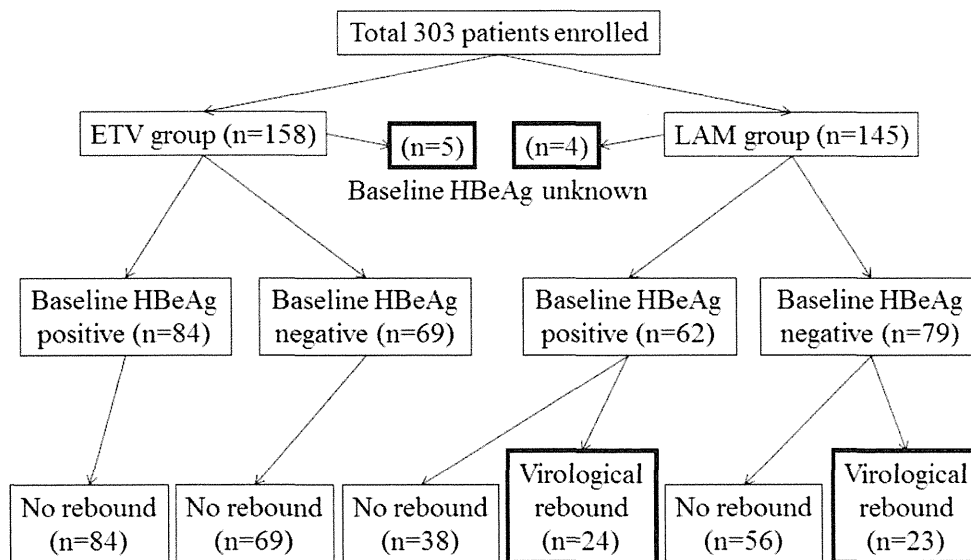 Total 303 patients enrolled
ETV group (n=158)
(n=5)
(n=4)
LAM group (n=145)
Baseline HBeAg unknown
Baseline HBeAg
positive (n=84)
Baseline HBeAg
negative (n=69)
Baseline HBeAg
positive (n=62)
Baseline HBeAg
negative (n=79)
No rebound
(n=84)
No rebound
(n=69)
No rebound
(n=38)
Virological
rebound
(n=24)
No rebound
(n=56)
Virological
rebound
(n=23)